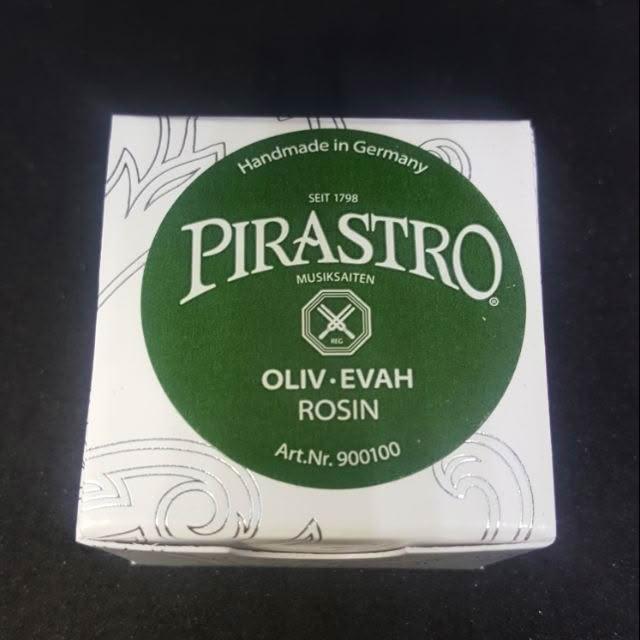 Handmade in Germany
SEIT 1798
PIRASTRO®
MUSIKSAITEN
REG
OLIV·EVAH
ROSIN
Art.Nr. 900100